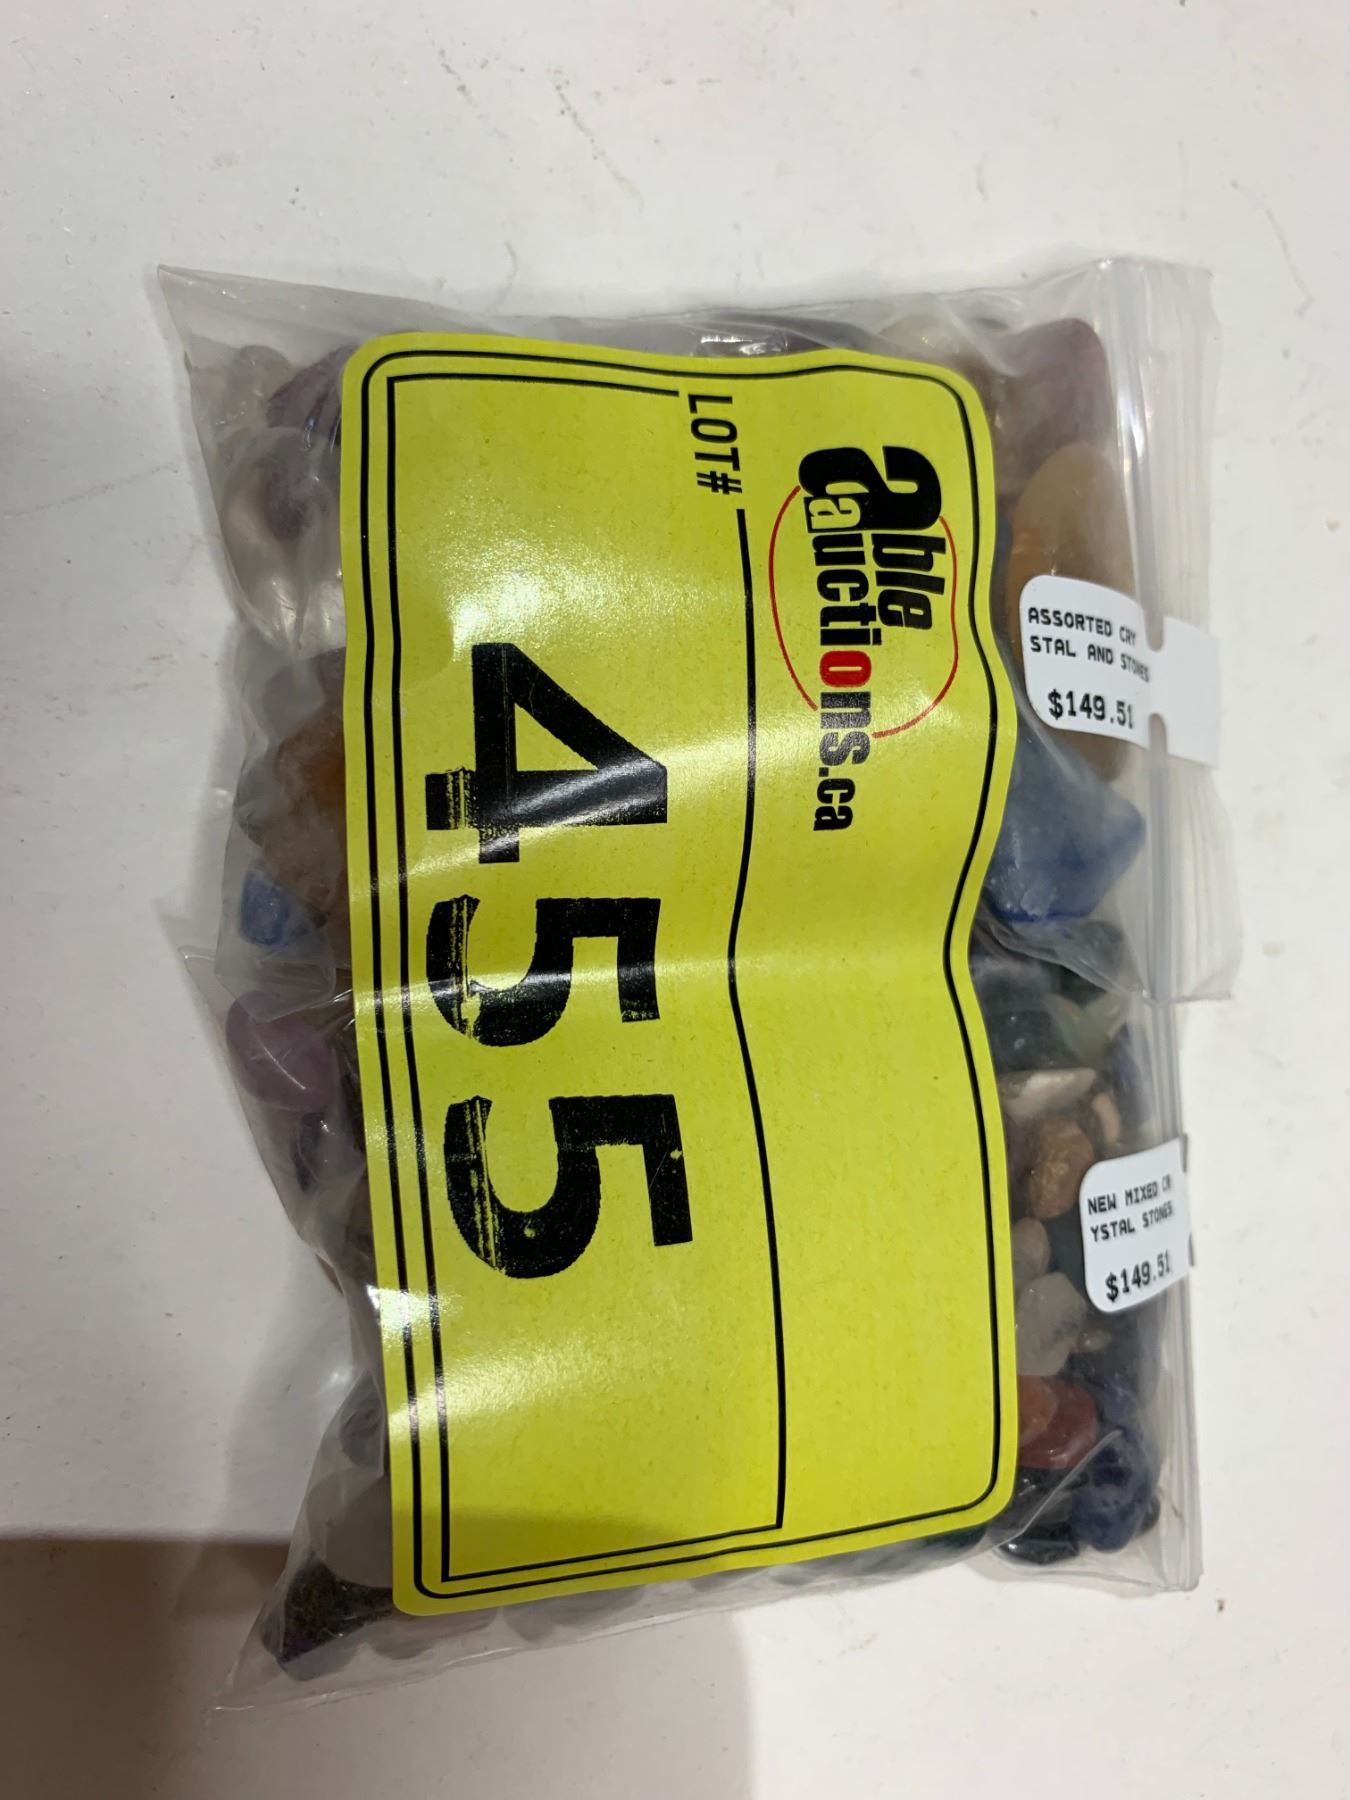 able
auctions.ca
LOT#
455
ASSORTED CRY
STAL AND STONES
$149.51
NEW MIXED CR
YSTAL STONES
$149.51